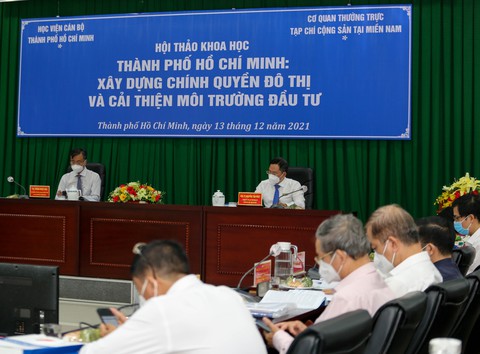 HỌC VIỆN CÁN BỘ
THÀNH PHỐ HỒ CHÍ MINH
CƠ QUAN THƯỜNG TRỰC
TẠP CHÍ CỘNG SẢN TẠI MIỀN NAM
HỘI THẢO KHOA HỌC
THÀNH PHỐ HỒ CHÍ MINH:
XÂY DỰNG CHÍNH QUYỀN ĐÔ THỊ
VÀ CẢI THIỆN MÔI TRƯỜNG ĐẦU TƯ
Thành phố Hồ Chí Minh, ngày 13 tháng 12 năm 2021